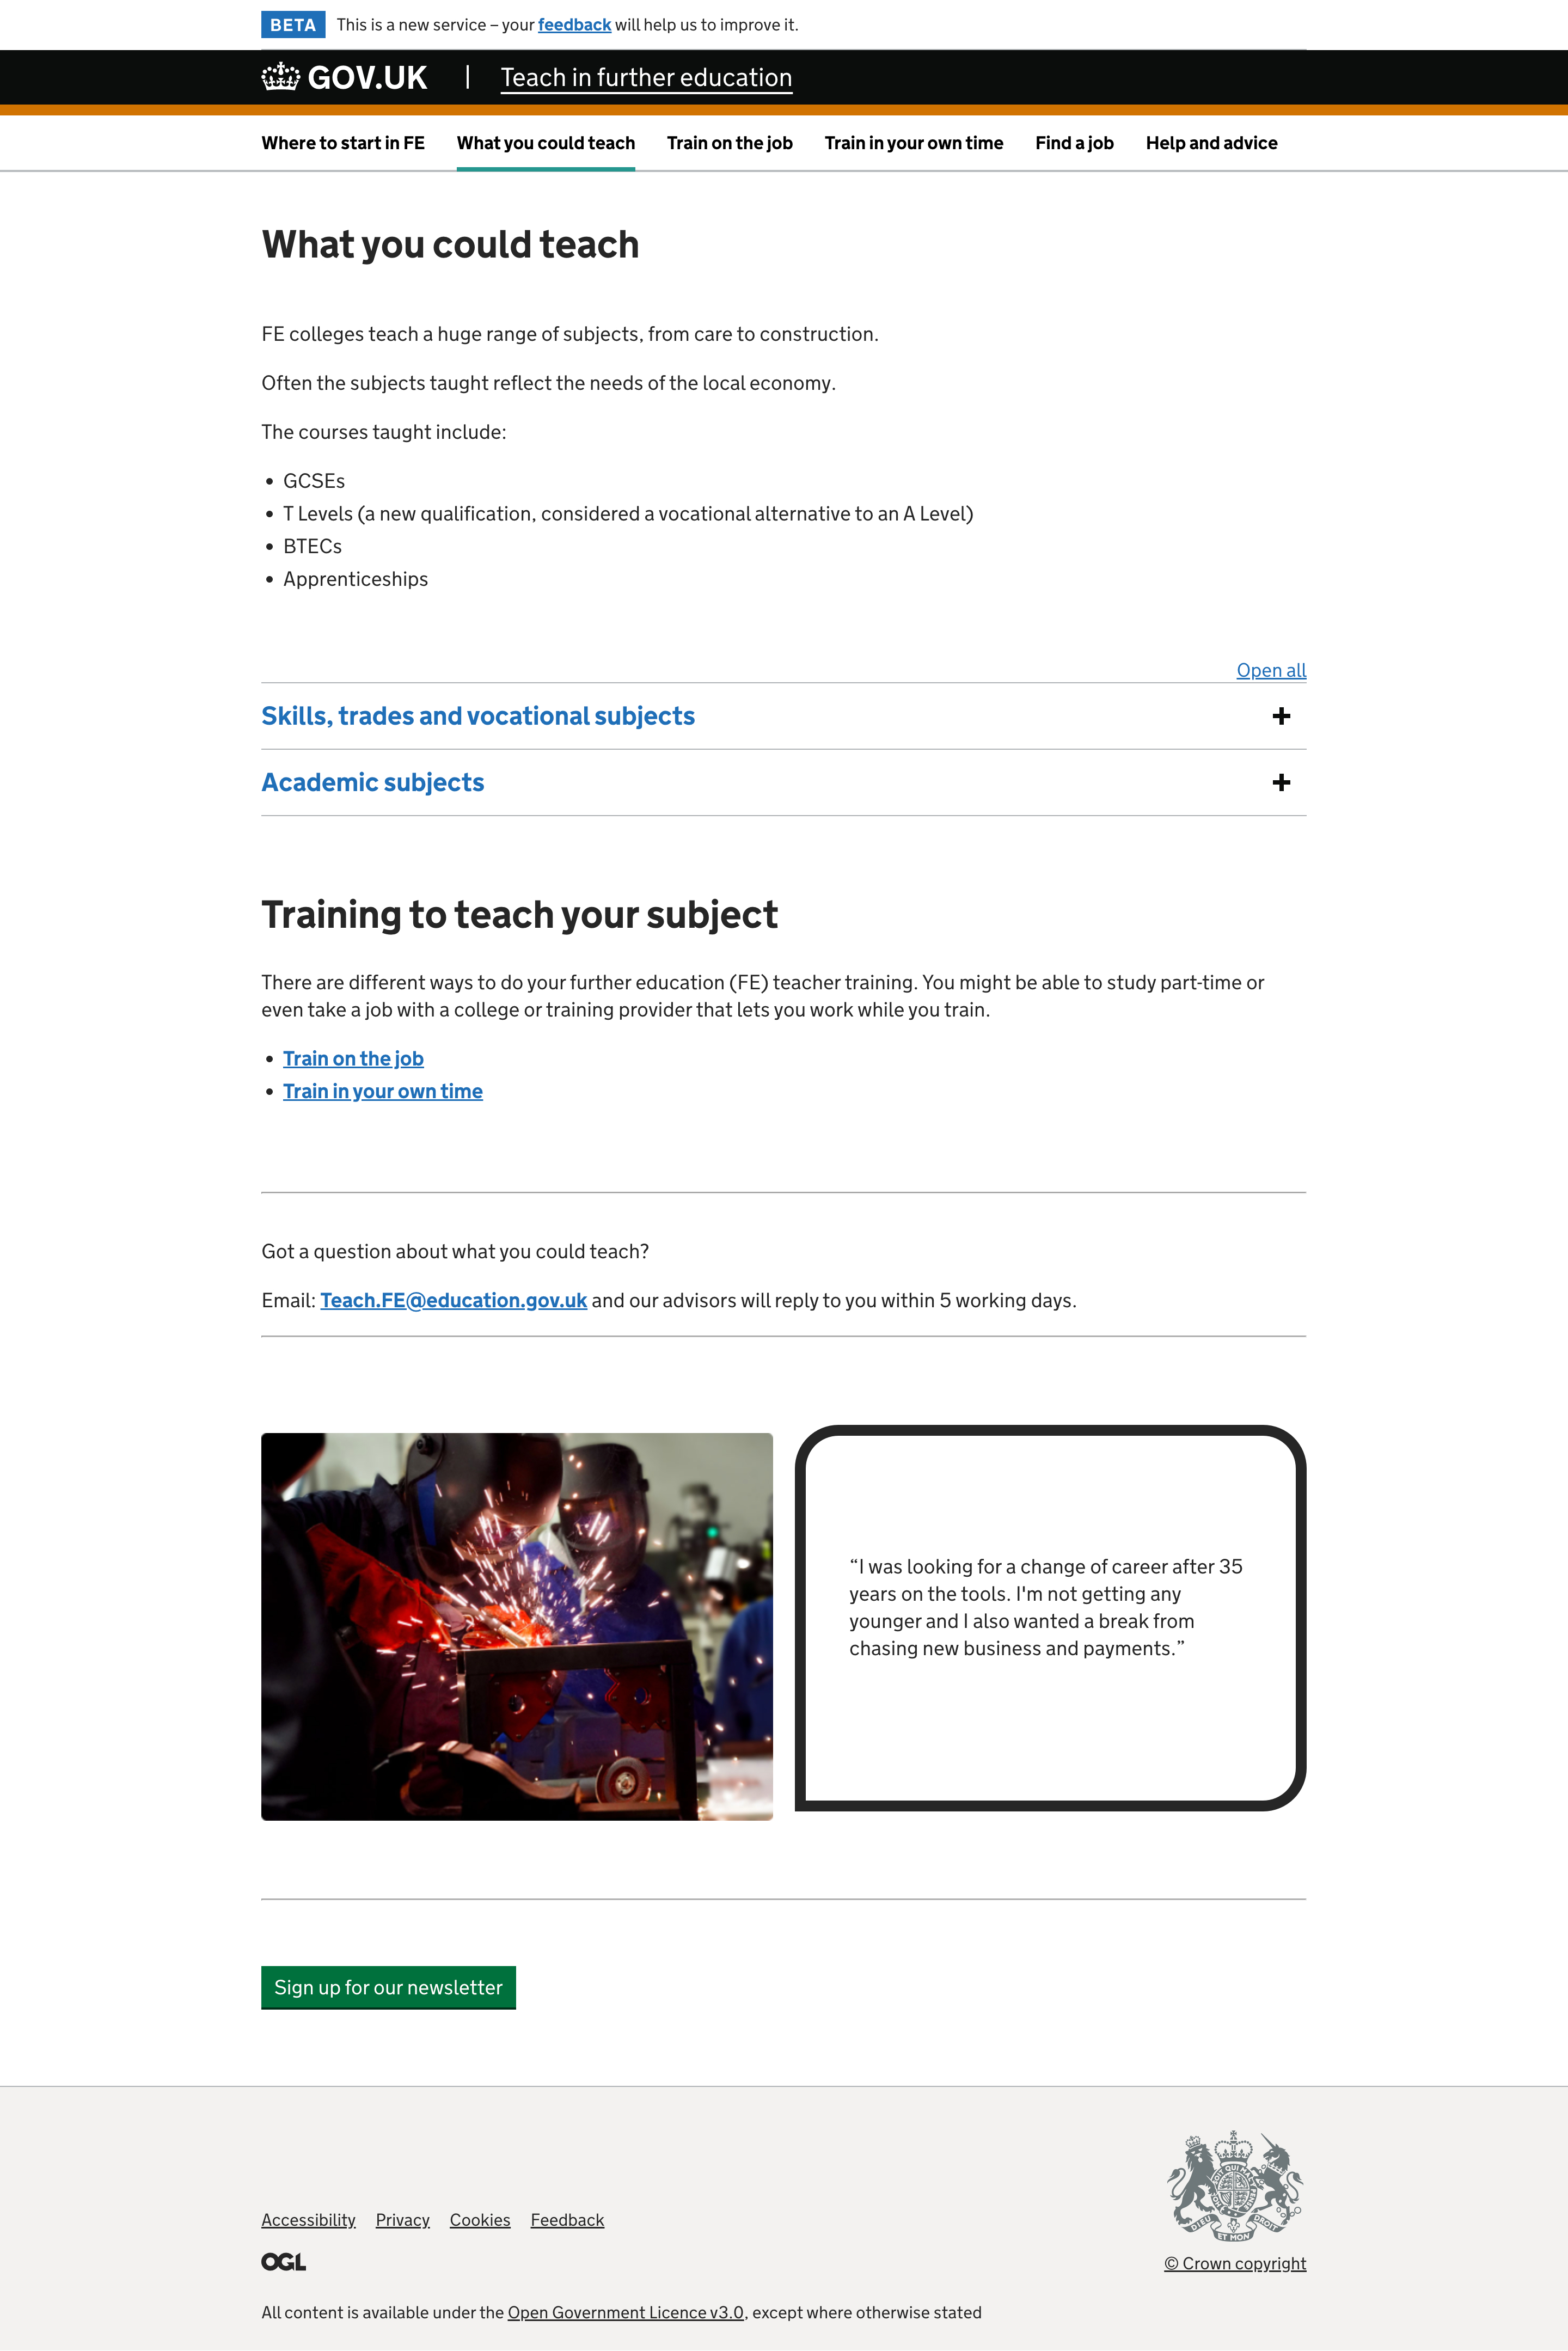 BETA This is a new service – your feedback will help us to improve it.
GOV.UK | Teach in further education
Where to start in FE What you could teach Train on the job Train in your own time Find a job Help and advice
What you could teach
FE colleges teach a huge range of subjects, from care to construction.
Often the subjects taught reflect the needs of the local economy.
The courses taught include:
• GCSEs
• T Levels (a new qualification, considered a vocational alternative to an A Level)
• BTECs
• Apprenticeships
Open all
Skills, trades and vocational subjects +
Academic subjects +
Training to teach your subject
There are different ways to do your further education (FE) teacher training. You might be able to study part-time or
even take a job with a college or training provider that lets you work while you train.
• Train on the job
• Train in your own time
Got a question about what you could teach?
Email: Teach.FE@education.gov.uk and our advisors will reply to you within 5 working days.
“I was looking for a change of career after 35
years on the tools. I'm not getting any
younger and I also wanted a break from
chasing new business and payments.”
Sign up for our newsletter
Accessibility Privacy Cookies Feedback
DIEU ET MON DROIT
OGL
© Crown copyright
All content is available under the Open Government Licence v3.0, except where otherwise stated